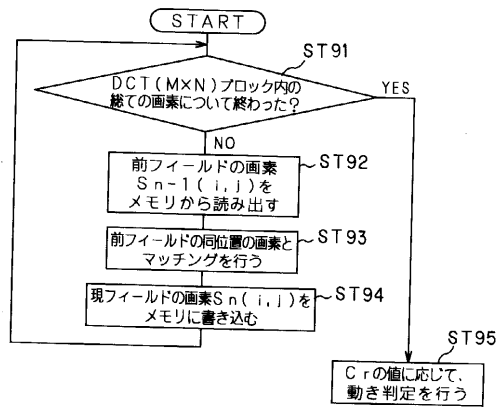 START
ST91
DCT(M×N)ブロック内の
総ての画素について終わった?
YES
NO
ST92
前フィールドの画素
Sn-1(i,j)を
メモリから読み出す
ST93
前フィールドの同位置の画素と
マッチングを行う
ST94
現フィールドの画素Sn(i,j)を
メモリに書き込む
ST95
Crの値に応じて、
動き判定を行う